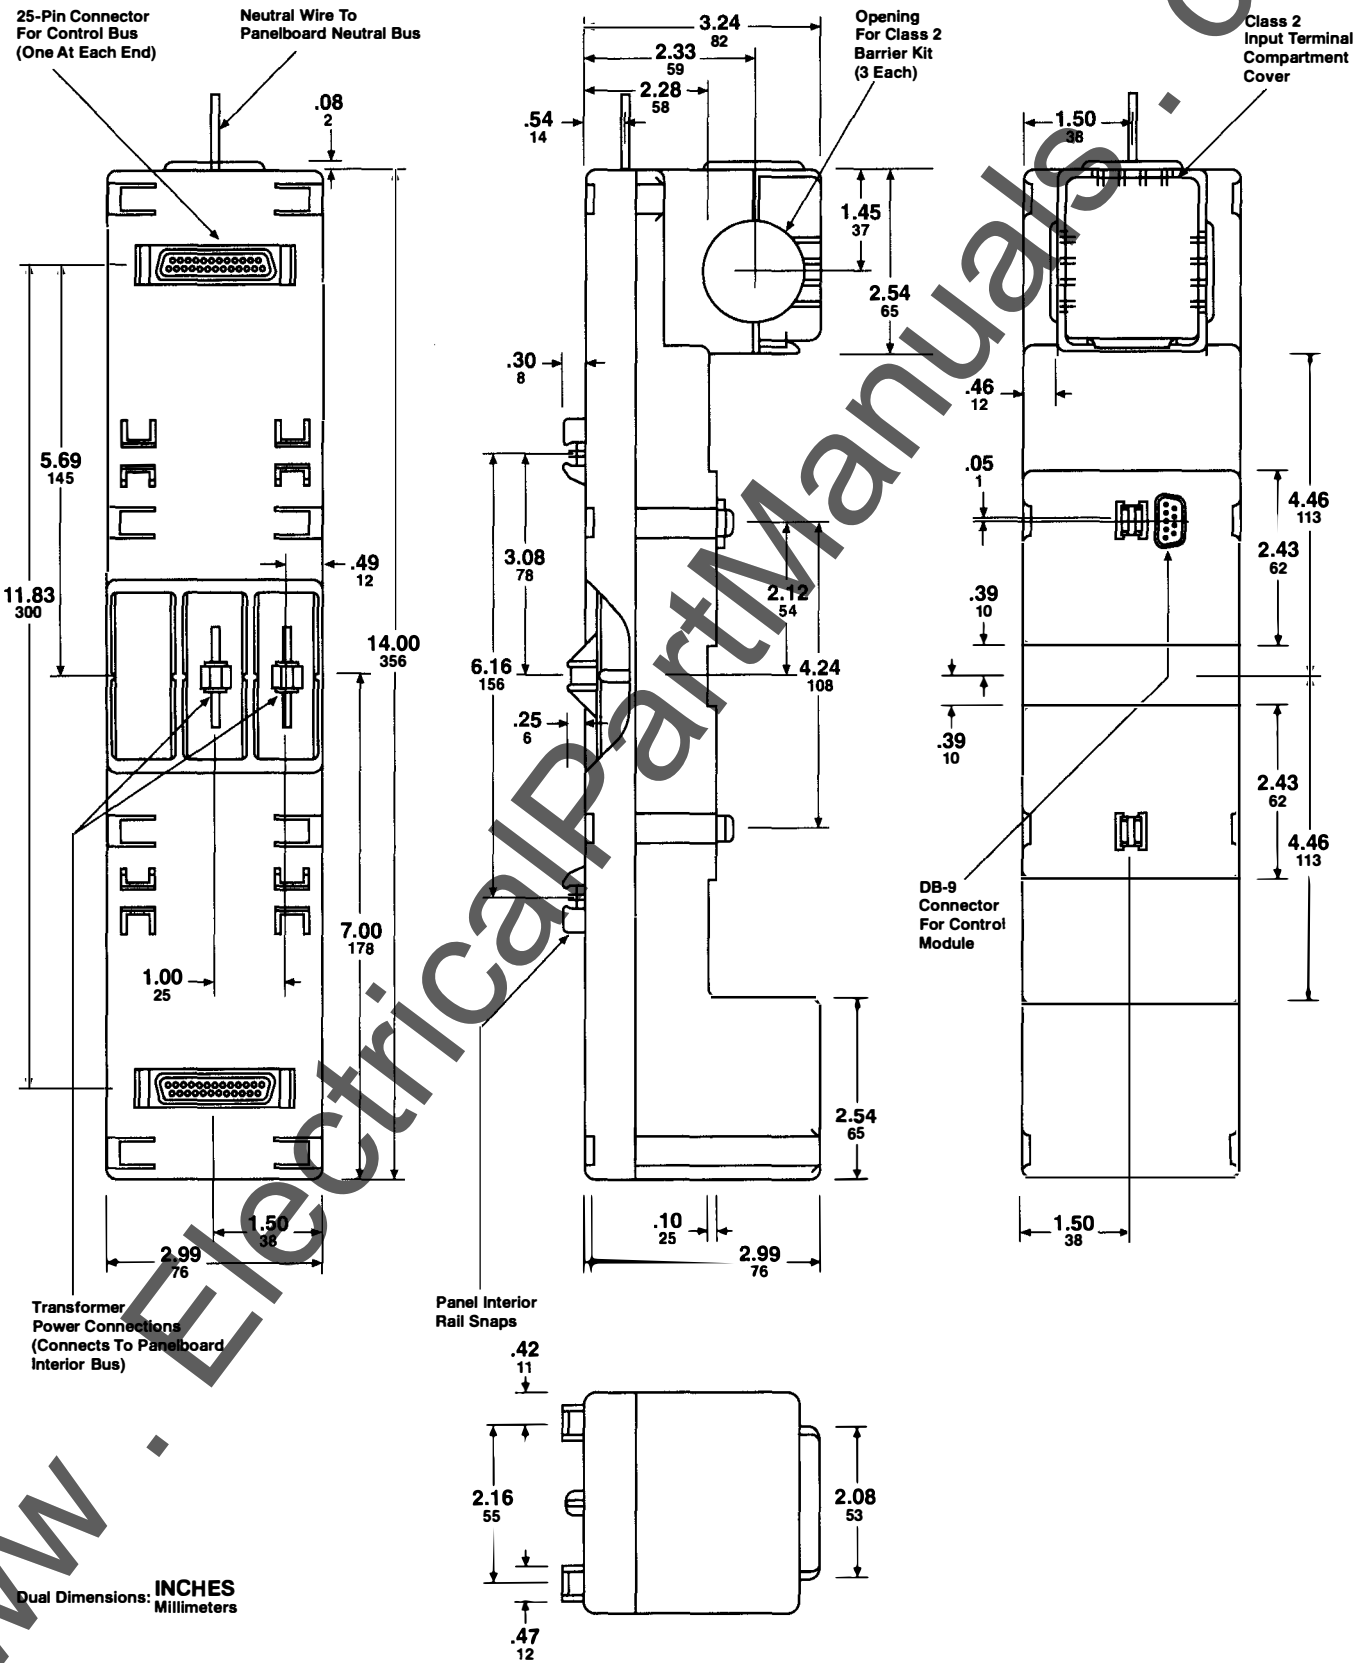 25-Pin Connector
For Control Bus
(One At Each End)
Neutral Wire To
Panelboard Neutral Bus
.08
2
5.69
145
11.83
300
.49
12
14.00
356
7.00
178
1.00
25
1.50
38
2.99
76
Transformer
Power Connections
(Connects To Panelboard
Interior Bus)
3.24
82
2.33
59
2.28
58
.54
14
Opening
For Class 2
Barrier Kit
(3 Each)
1.45
37
2.54
65
.30
8
3.08
78
6.16
156
.25
6
2.12
54
4.24
108
2.54
65
.10
25
2.99
76
Panel Interior
Rail Snaps
Class 2
Input Terminal
Compartment
Cover
1.50
38
.46
12
.05
1
4.46
113
2.43
62
.39
10
.39
10
2.43
62
4.46
113
DB-9
Connector
For Control
Module
1.50
38
.42
11
2.16
55
2.08
53
.47
12
Dual Dimensions: INCHES
Millimeters
www . ElectricalPartManuals .